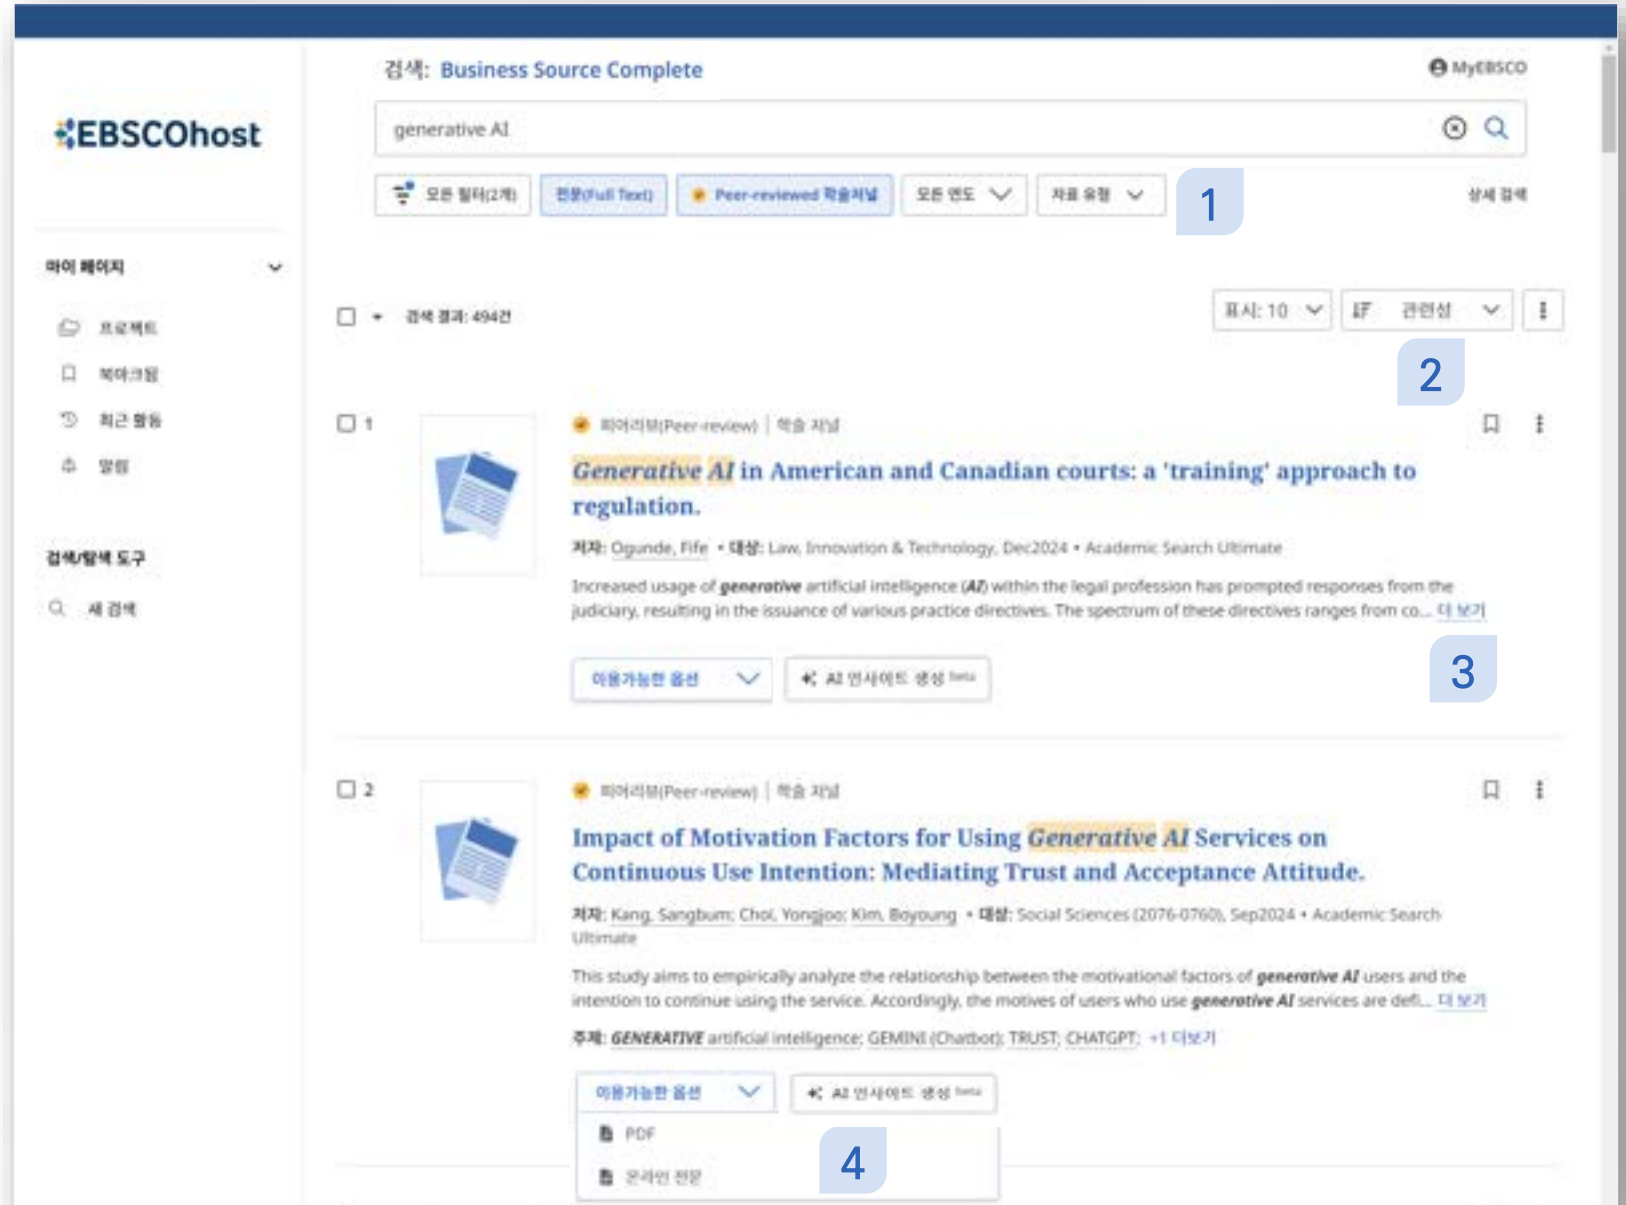 검색: Business Source Complete
MyEBSCO
EBSCOhost
generative AI
모든 필터(2개)
전문(Full Text)
Peer-reviewed 학술저널
모든 연도
자료 유형
1
상세 검색
마이 페이지
프로젝트
북마크됨
최근 활동
알림
검색/탐색 도구
새 검색
검색 결과: 494건
표시: 10
관련성
2
1
피어리뷰(Peer-review) | 학술 저널
Generative AI in American and Canadian courts: a 'training' approach to
regulation.
저자: Ogunde, Fife • 대상: Law, Innovation & Technology, Dec2024 • Academic Search Ultimate
Increased usage of generative artificial intelligence (AI) within the legal profession has prompted responses from the
judiciary, resulting in the issuance of various practice directives. The spectrum of these directives ranges from co... 더 보기
3
이용가능한 옵션
AI 인사이트 생성 beta
2
피어리뷰(Peer-review) | 학술 저널
Impact of Motivation Factors for Using Generative AI Services on
Continuous Use Intention: Mediating Trust and Acceptance Attitude.
저자: Kang, Sangbum; Choi, Yongjoo; Kim, Boyoung • 대상: Social Sciences (2076-0760), Sep2024 • Academic Search
Ultimate
This study aims to empirically analyze the relationship between the motivational factors of generative AI users and the
intention to continue using the service. Accordingly, the motives of users who use generative AI services are defi... 더 보기
주제: GENERATIVE artificial intelligence; GEMINI (Chatbot); TRUST; CHATGPT; +1 더보기
이용가능한 옵션
AI 인사이트 생성 beta
PDF
온라인 전문
4